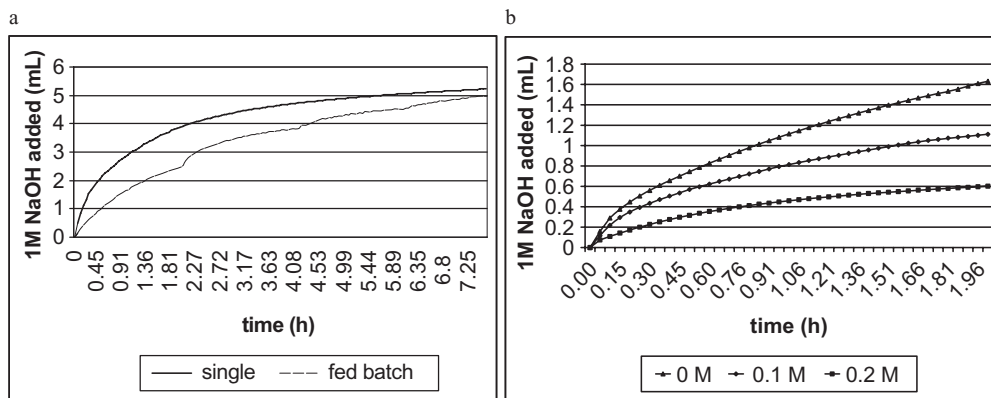 a
1M NaOH added (mL)
6
5
4
3
2
1
0
0 0.45 0.91 1.36 1.81 2.27 2.72 3.17 3.63 4.08 4.53 4.99 5.44 5.89 6.35 6.8 7.25
time (h)
single fed batch
b
1M NaOH added (mL)
1.8
1.6
1.4
1.2
1
0.8
0.6
0.4
0.2
0
0.00 0.15 0.30 0.45 0.60 0.76 0.91 1.06 1.21 1.36 1.51 1.66 1.81 1.96
time (h)
0 M 0.1 M 0.2 M